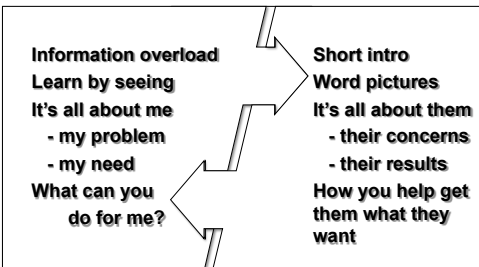 Information overload
Learn by seeing
It's all about me
- my problem
- my need
What can you
do for me?
Short intro
Word pictures
It's all about them
- their concerns
- their results
How you help get
them what they
want